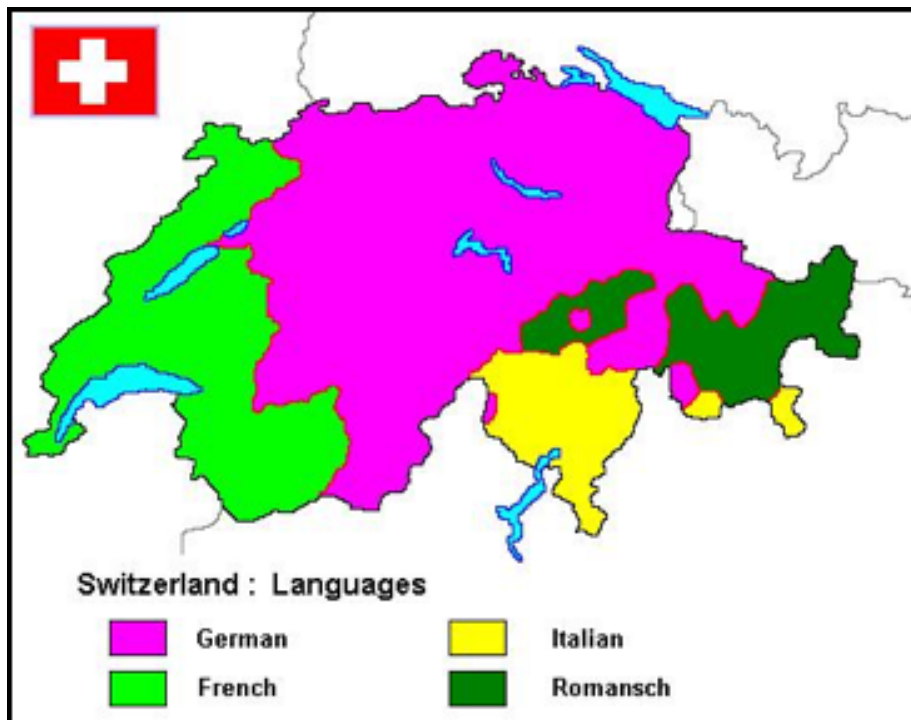 Switzerland : Languages
German
Italian
French
Romansch